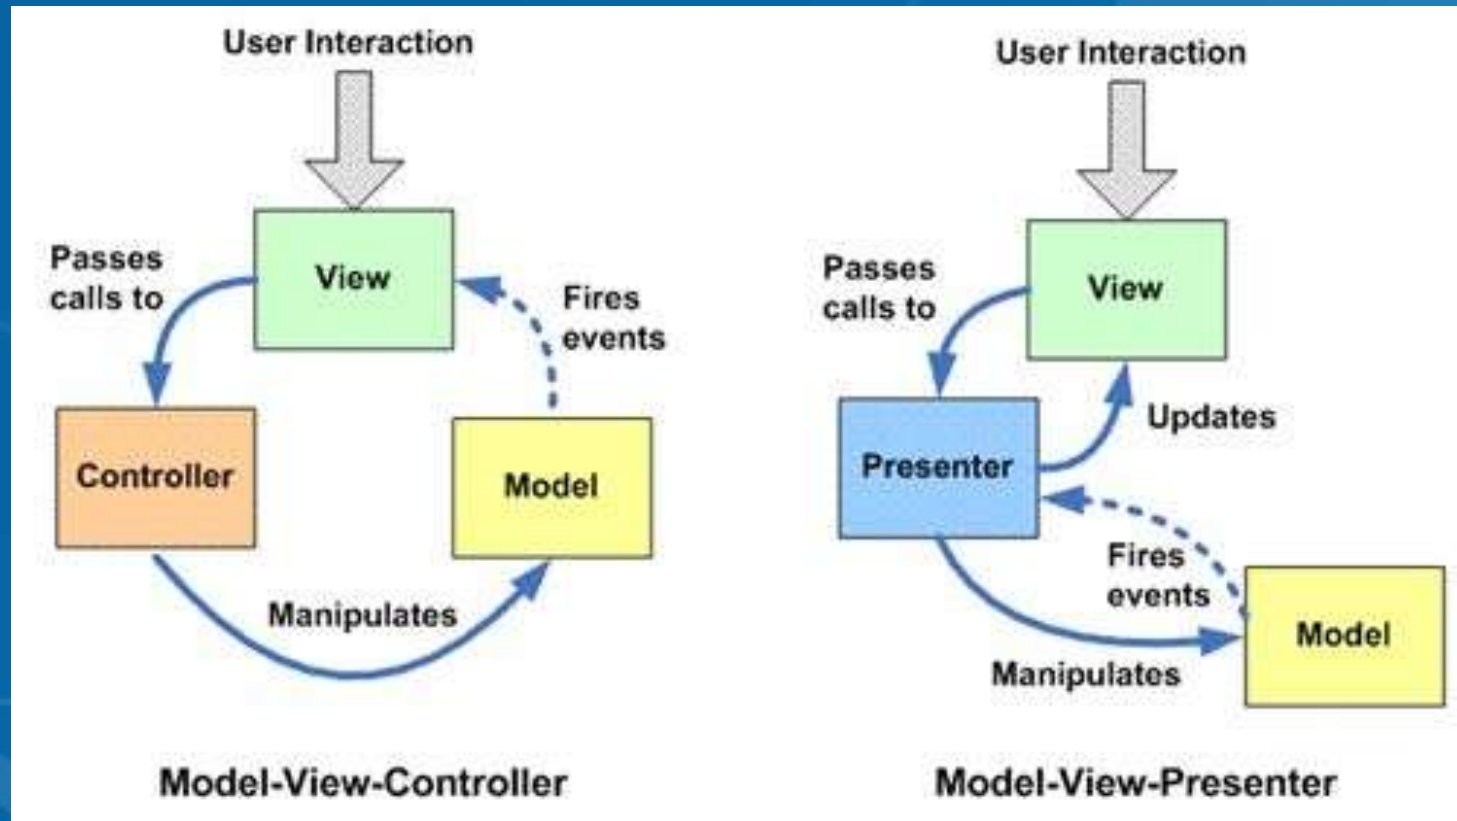 User Interaction
Passes
calls to
View
Fires
events
Controller
Model
Manipulates
Model-View-Controller
User Interaction
Passes
calls to
View
Updates
Presenter
Fires
events
Model
Manipulates
Model-View-Presenter